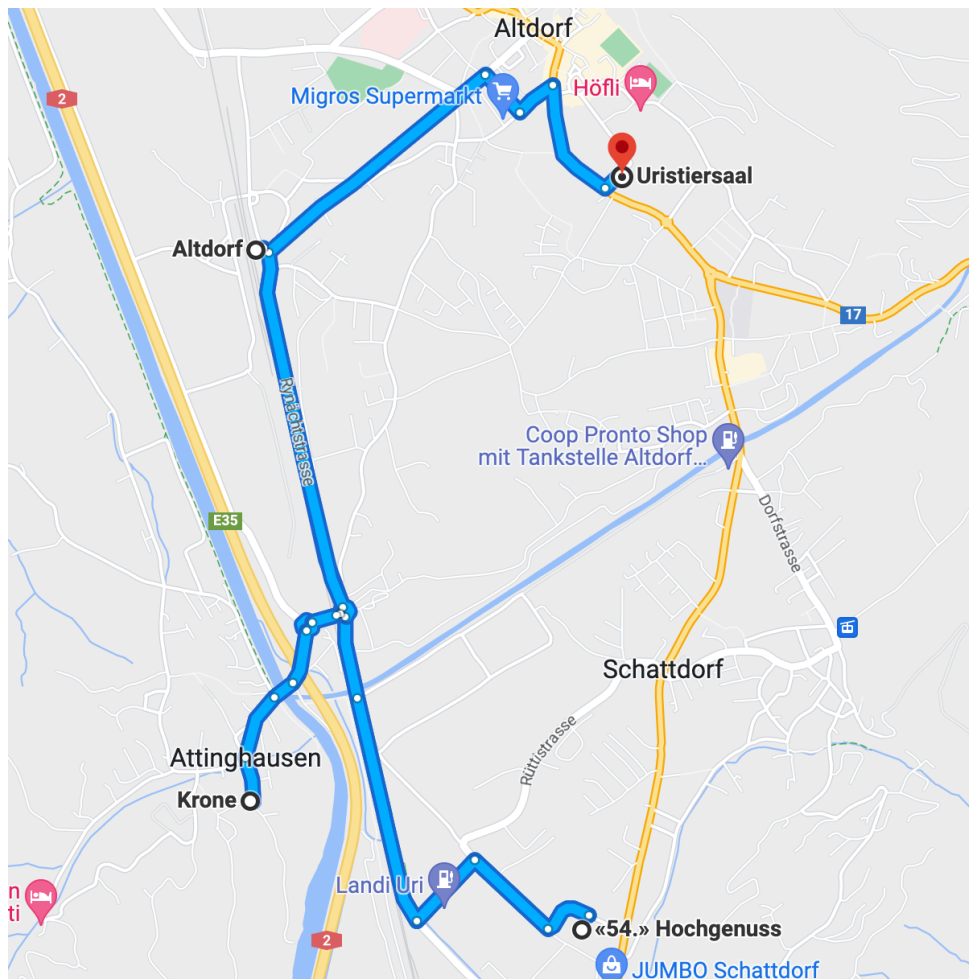 Altdorf
2
Migros Supermarkt
Höfli
Uristiersaal
Altdorf
17
Rynächtstrasse
Coop Pronto Shop
mit Tankstelle Altdorf…
E35
Dorfstrasse
Schattdorf
Rüttistrasse
Attinghausen
Krone
Landi Uri
n
ti
«54.» Hochgenuss
2
JUMBO Schattdorf